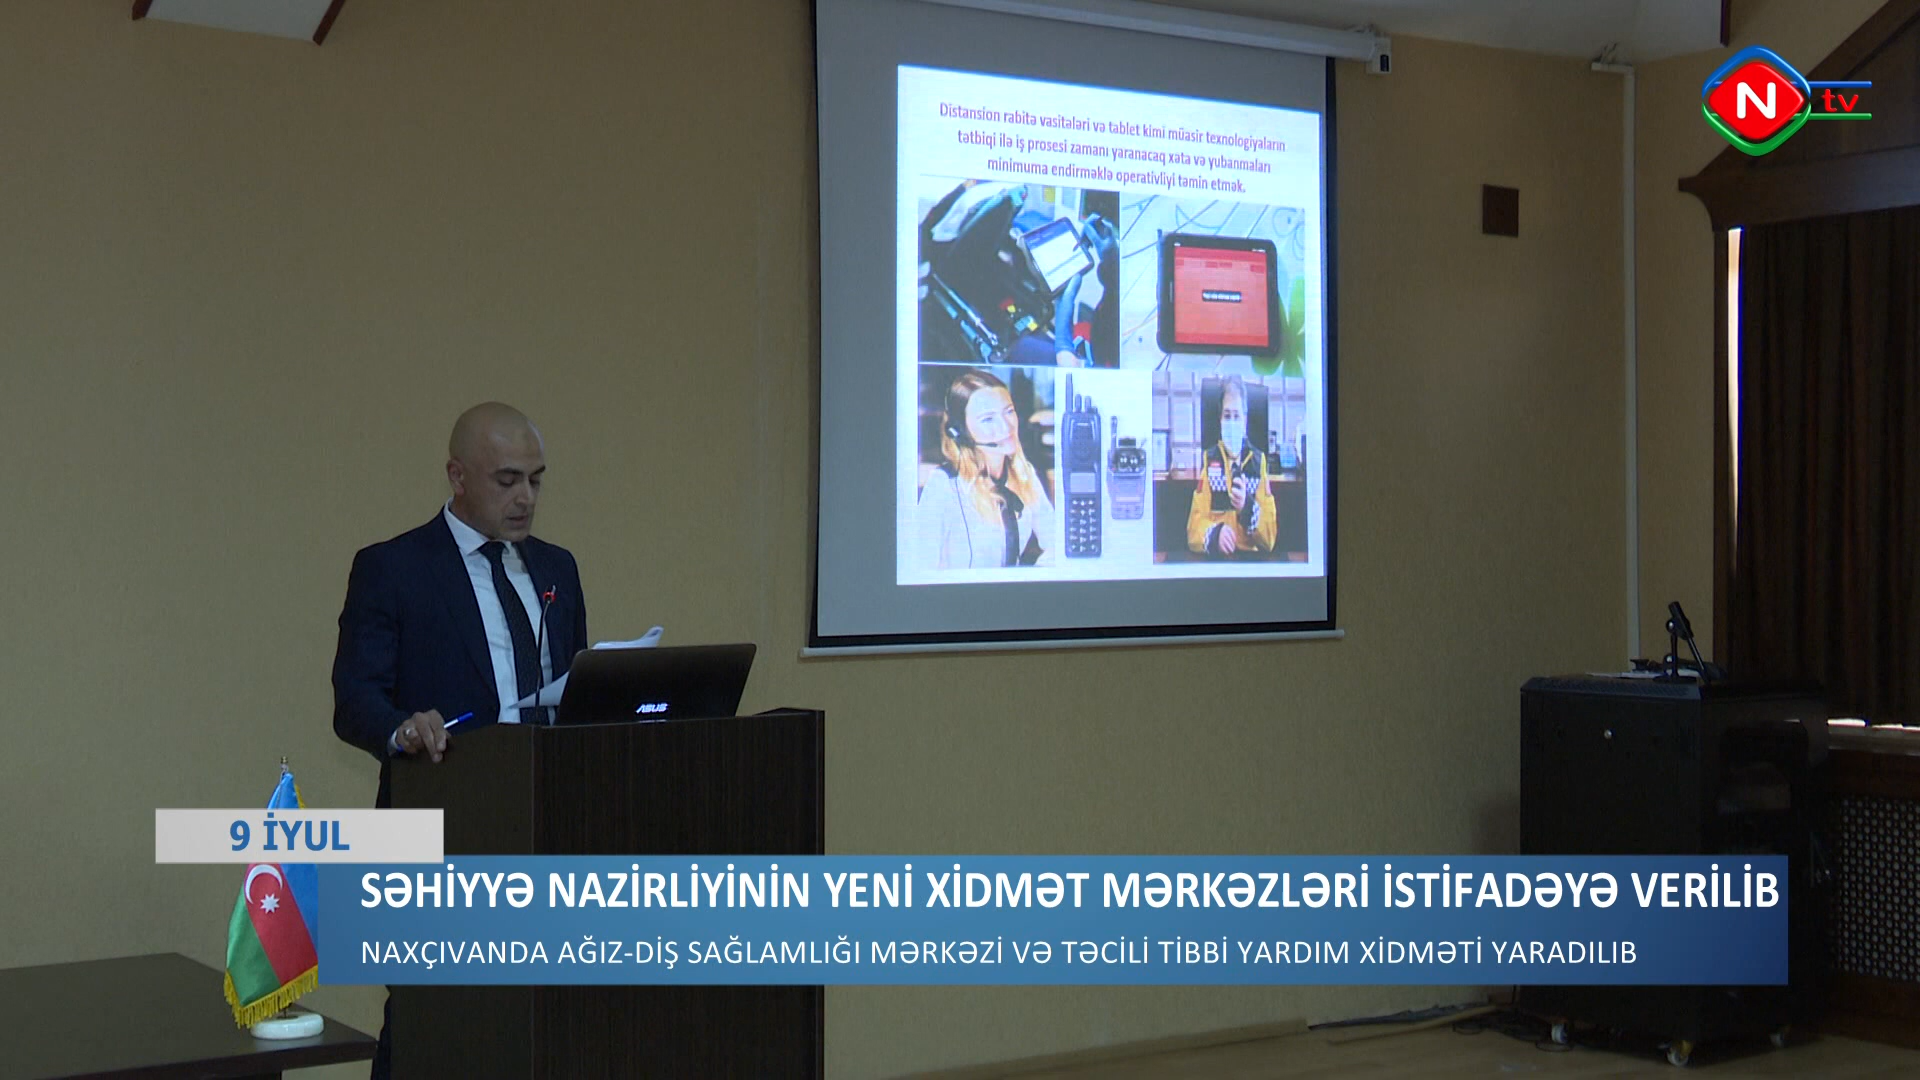 N tv
Distansion rabitə vasitələri və tablet kimi müasir texnologiyaların
tətbiqi ilə iş prosesi zamanı yaranacaq xəta və yubanmaları
minimuma endirməklə operativliyi təmin etmək.
ASUS
9 İYUL
SƏHİYYƏ NAZİRLİYİNİN YENİ XİDMƏT MƏRKƏZLƏRİ İSTİFADƏYƏ VERİLİB
NAXÇIVANDA AĞIZ-DİŞ SAĞLAMLIĞI MƏRKƏZİ VƏ TƏCİLİ TİBBİ YARDIM XİDMƏTİ YARADILIB